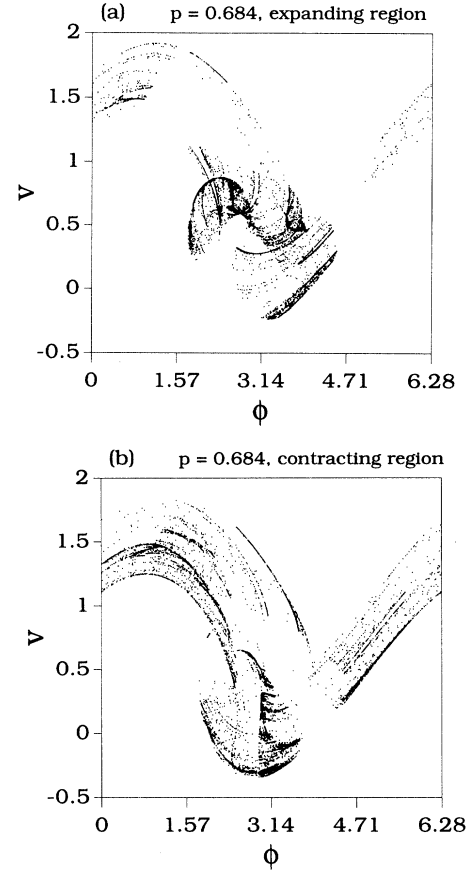 (a) p = 0.684, expanding region
2
1.5
1
V
0.5
0
-0.5
0 1.57 3.14 4.71 6.28
ϕ
(b) p = 0.684, contracting region
2
1.5
1
V
0.5
0
-0.5
0 1.57 3.14 4.71 6.28
ϕ